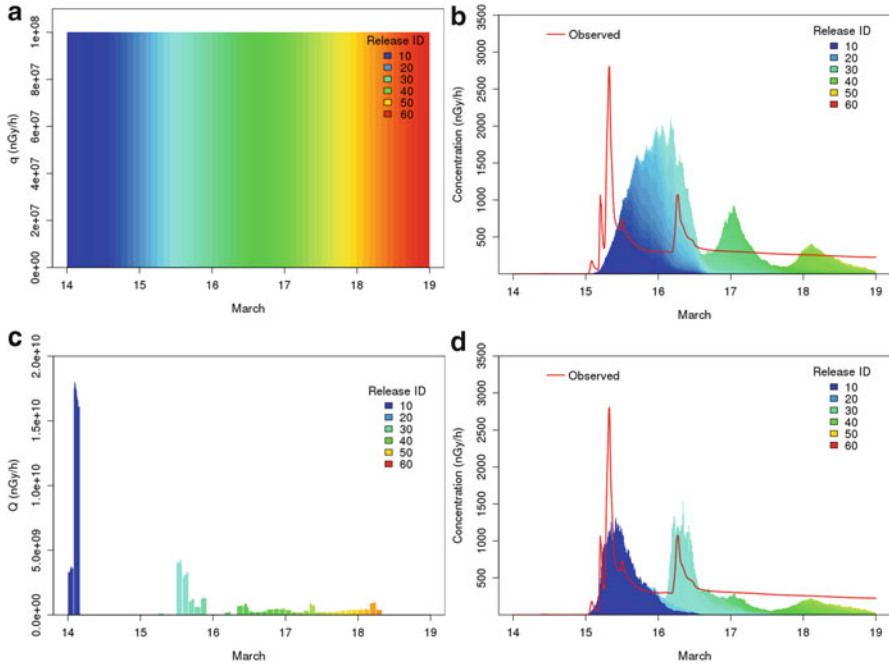 a
q (nGy/h)
0e+00 2e+07 4e+07 6e+07 8e+07 1e+08
Release ID
10
20
30
40
50
60
14 15 16 17 18 19
March
b
Concentration (nGy/h)
500 1000 1500 2000 2500 3000 3500
Observed
Release ID
10
20
30
40
50
60
14 15 16 17 18 19
March
c
Q (nGy/h)
0.0e+00 5.0e+09 1.0e+10 1.5e+10 2.0e+10
Release ID
10
20
30
40
50
60
14 15 16 17 18 19
March
d
Concentration (nGy/h)
500 1000 1500 2000 2500 3000 3500
Observed
Release ID
10
20
30
40
50
60
14 15 16 17 18 19
March